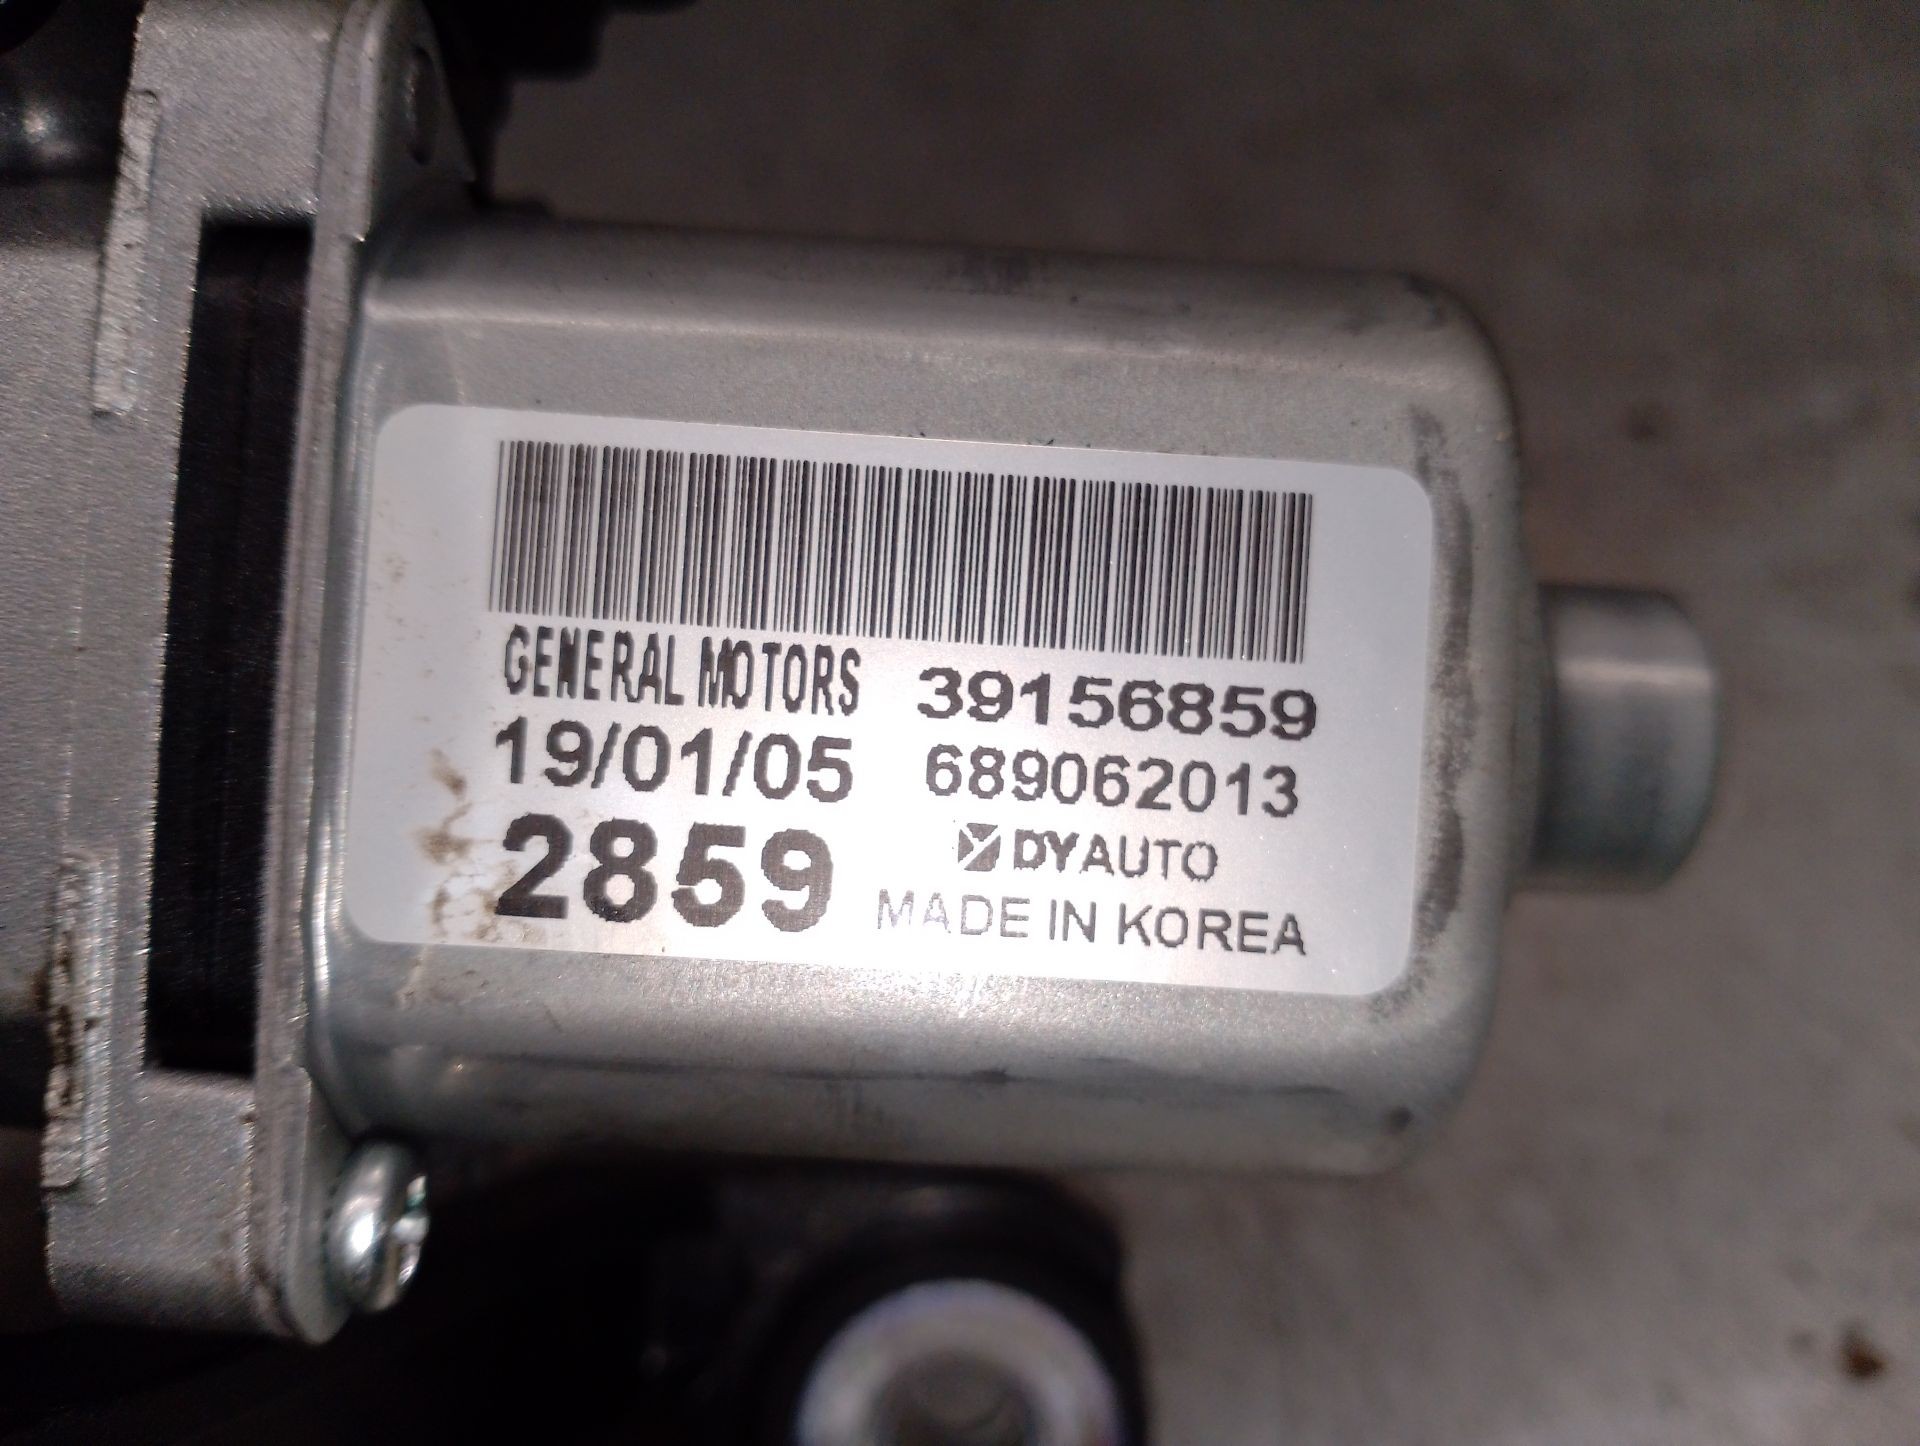 GENERAL MOTORS 39156859
19/01/05 689062013
2859 DYAUTO
MADE IN KOREA